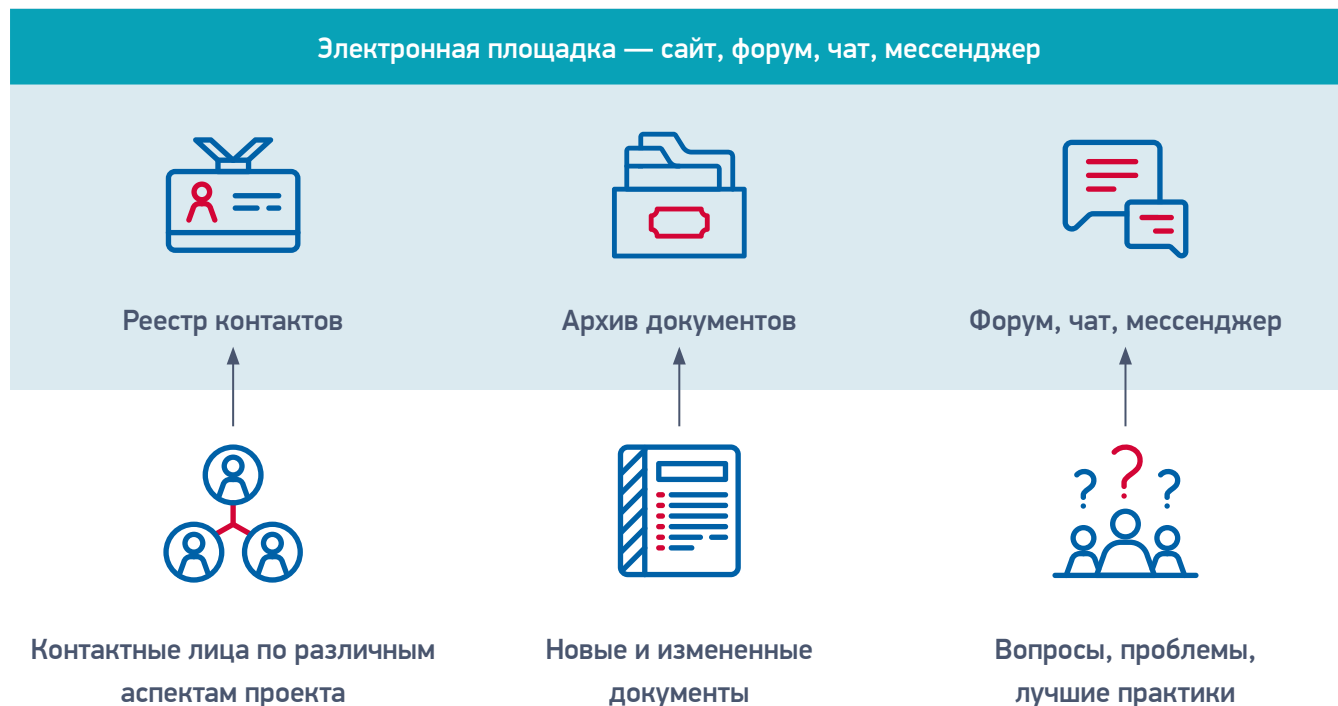 Электронная площадка — сайт, форум, чат, мессенджер
Реестр контактов
Архив документов
Форум, чат, мессенджер
Контактные лица по различным
аспектам проекта
Новые и измененные
документы
Вопросы, проблемы,
лучшие практики